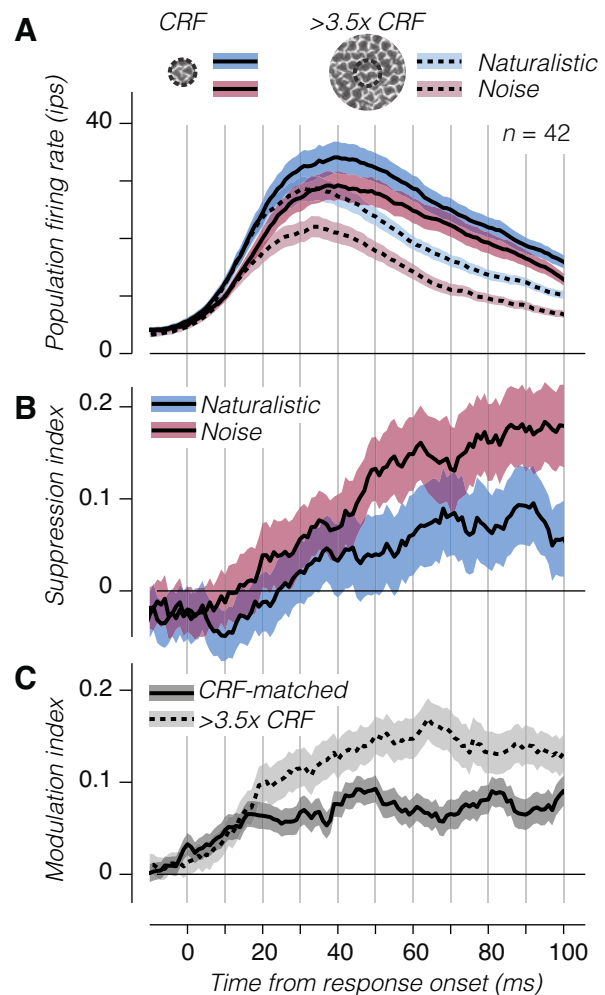 A
CRF >3.5x CRF
Naturalistic
Noise
n = 42
Population firing rate (ips)
40
0
B
Naturalistic
Noise
Suppression index
0.2
0.1
0
C
CRF-matched
>3.5x CRF
Modulation index
0.2
0.1
0
0 20 40 60 80 100
Time from response onset (ms)